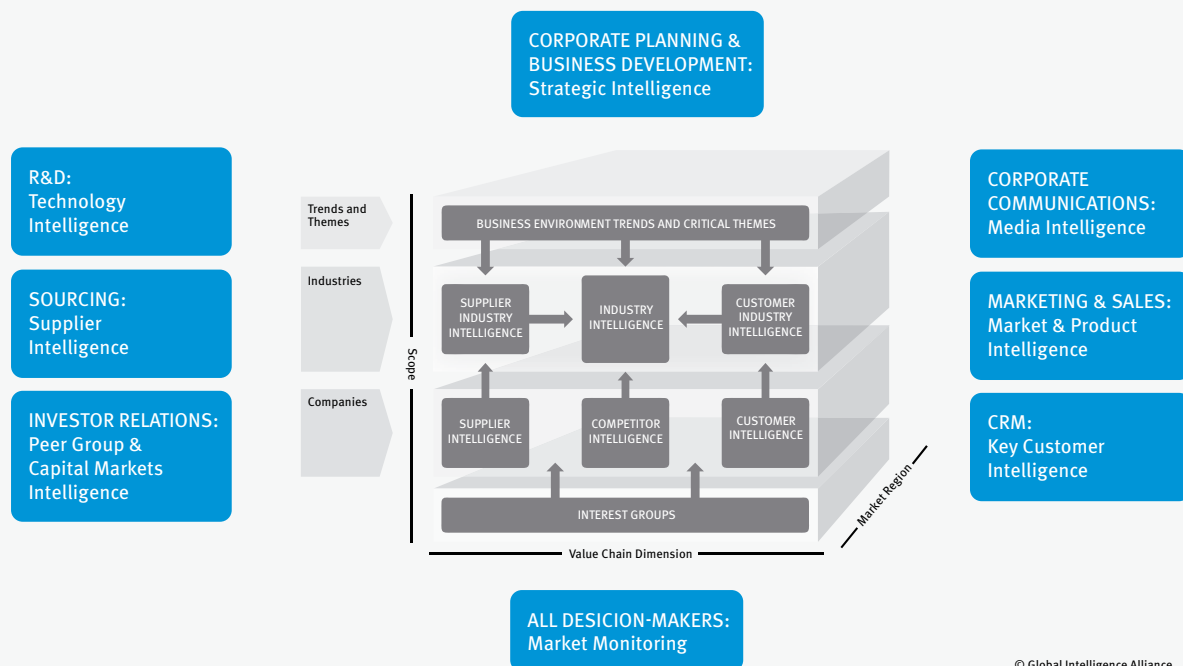 CORPORATE PLANNING &
BUSINESS DEVELOPMENT:
Strategic Intelligence
R&D:
Technology
Intelligence
SOURCING:
Supplier
Intelligence
INVESTOR RELATIONS:
Peer Group &
Capital Markets
Intelligence
Trends and
Themes
Industries
Companies
Scope
BUSINESS ENVIRONMENT TRENDS AND CRITICAL THEMES
SUPPLIER
INDUSTRY
INTELLIGENCE
INDUSTRY
INTELLIGENCE
CUSTOMER
INDUSTRY
INTELLIGENCE
SUPPLIER
INTELLIGENCE
COMPETITOR
INTELLIGENCE
CUSTOMER
INTELLIGENCE
INTEREST GROUPS
Value Chain Dimension
Market Region
CORPORATE
COMMUNICATIONS:
Media Intelligence
MARKETING & SALES:
Market & Product
Intelligence
CRM:
Key Customer
Intelligence
ALL DESICION-MAKERS:
Market Monitoring
© Global Intelligence Alliance